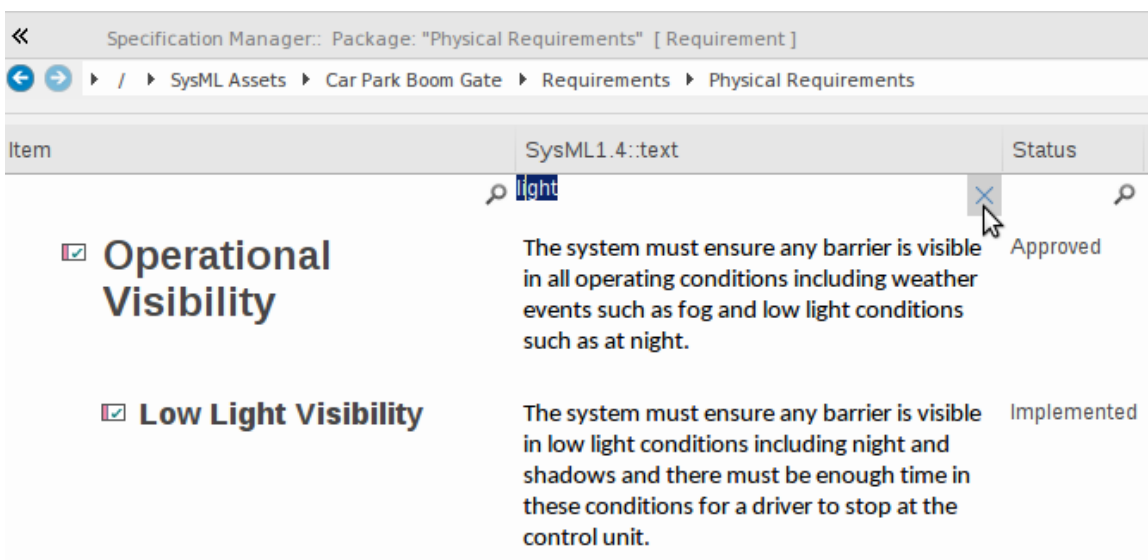 Specification Manager:: Package: "Physical Requirements" [ Requirement ]
/ SysML Assets Car Park Boom Gate Requirements Physical Requirements
Item SysML1.4::text Status
light
Operational
Visibility
The system must ensure any barrier is visible
in all operating conditions including weather
events such as fog and low light conditions
such as at night.
Approved
Low Light Visibility
The system must ensure any barrier is visible
in low light conditions including night and
shadows and there must be enough time in
these conditions for a driver to stop at the
control unit.
Implemented